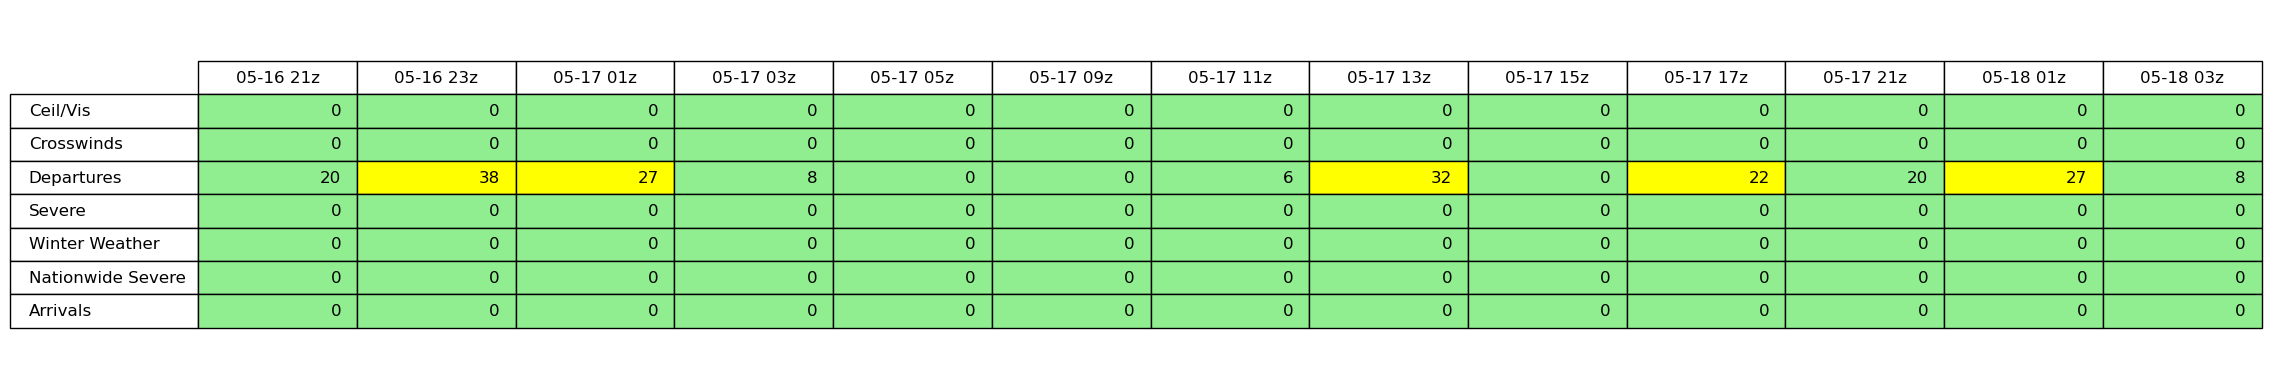 05-16 21z 05-16 23z 05-17 01z 05-17 03z 05-17 05z 05-17 09z 05-17 11z 05-17 13z 05-17 15z 05-17 17z 05-17 21z 05-18 01z 05-18 03z
Ceil/Vis 0 0 0 0 0 0 0 0 0 0 0 0 0
Crosswinds 0 0 0 0 0 0 0 0 0 0 0 0 0
Departures 20 38 27 8 0 0 6 32 0 22 20 27 8
Severe 0 0 0 0 0 0 0 0 0 0 0 0 0
Winter Weather 0 0 0 0 0 0 0 0 0 0 0 0 0
Nationwide Severe 0 0 0 0 0 0 0 0 0 0 0 0 0
Arrivals 0 0 0 0 0 0 0 0 0 0 0 0 0